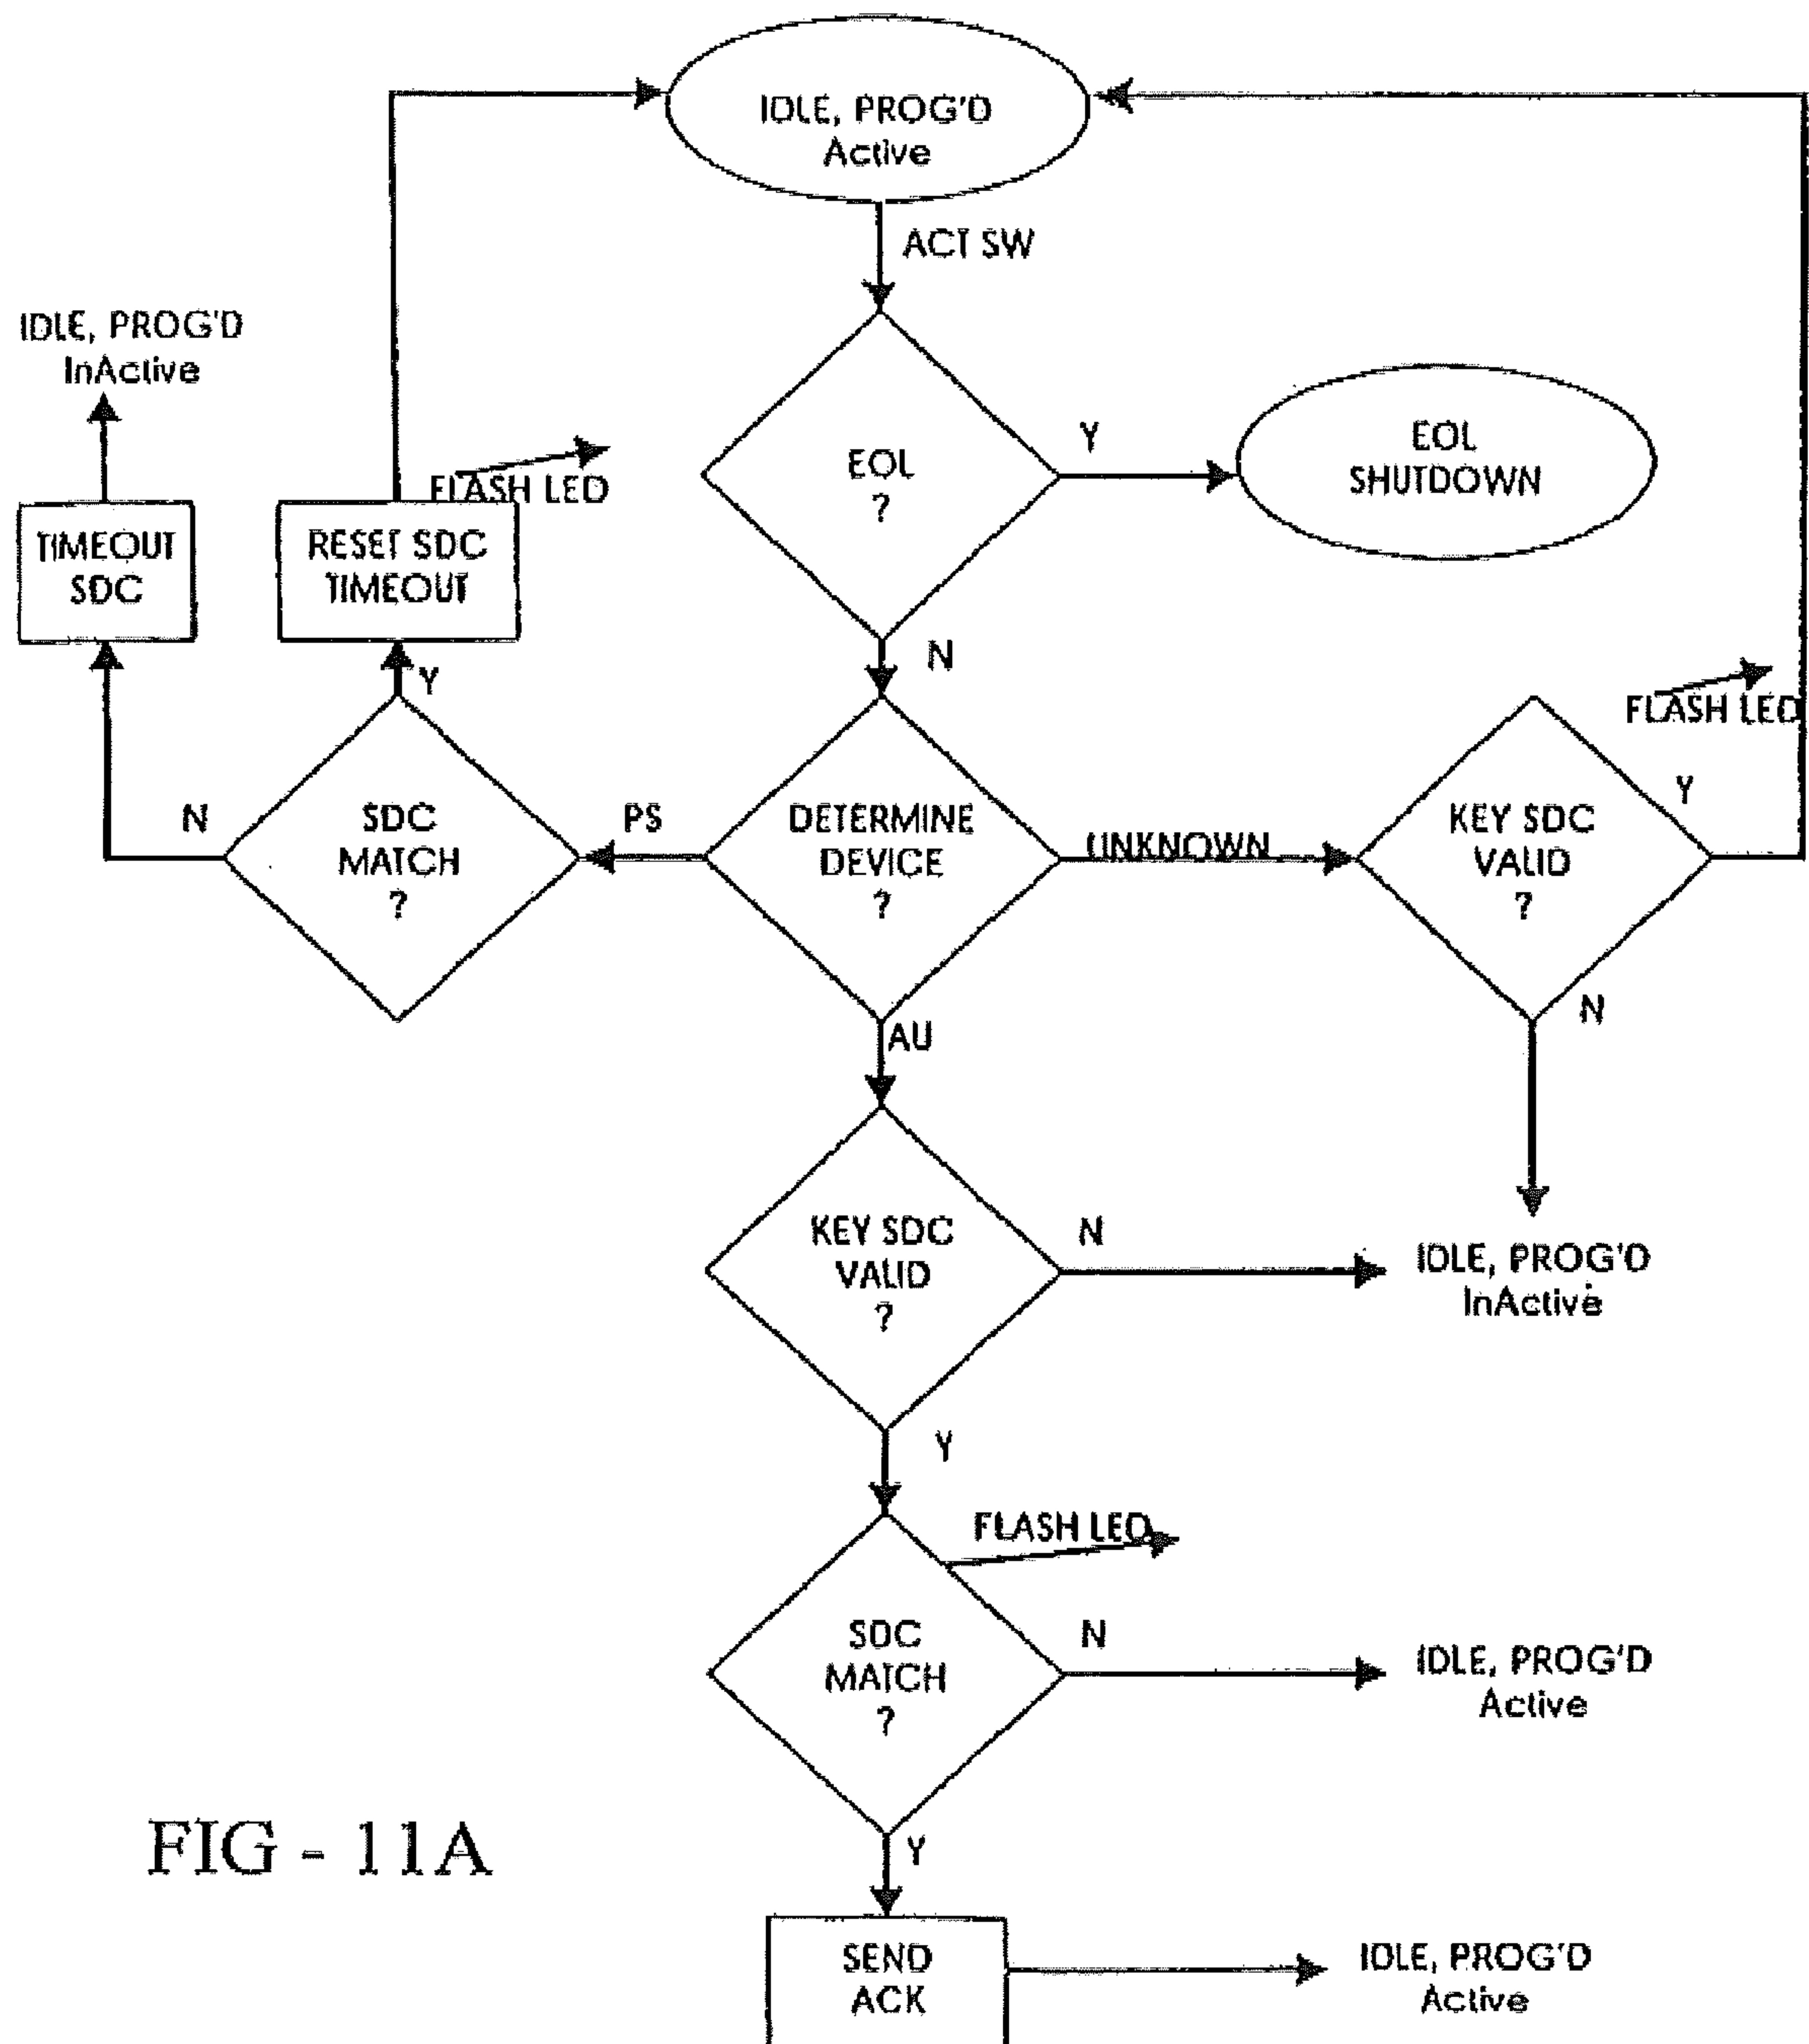 IDLE, PROG'D
Active
ACT SW
IDLE, PROG'D
InActive
EOL
?
Y
EOL
SHUTDOWN
FLASH LED
TIMEOUT
SDC
RESET SDC
TIMEOUT
N
Y
FLASH LED
N
SDC
MATCH
?
PS
DETERMINE
DEVICE
?
UNKNOWN
KEY SDC
VALID
?
Y
N
AU
KEY SDC
VALID
?
N
IDLE, PROG'D
InActive
Y
FLASH LED
SDC
MATCH
?
N
IDLE, PROG'D
Active
FIG - 11A
Y
SEND
ACK
IDLE, PROG'D
Active